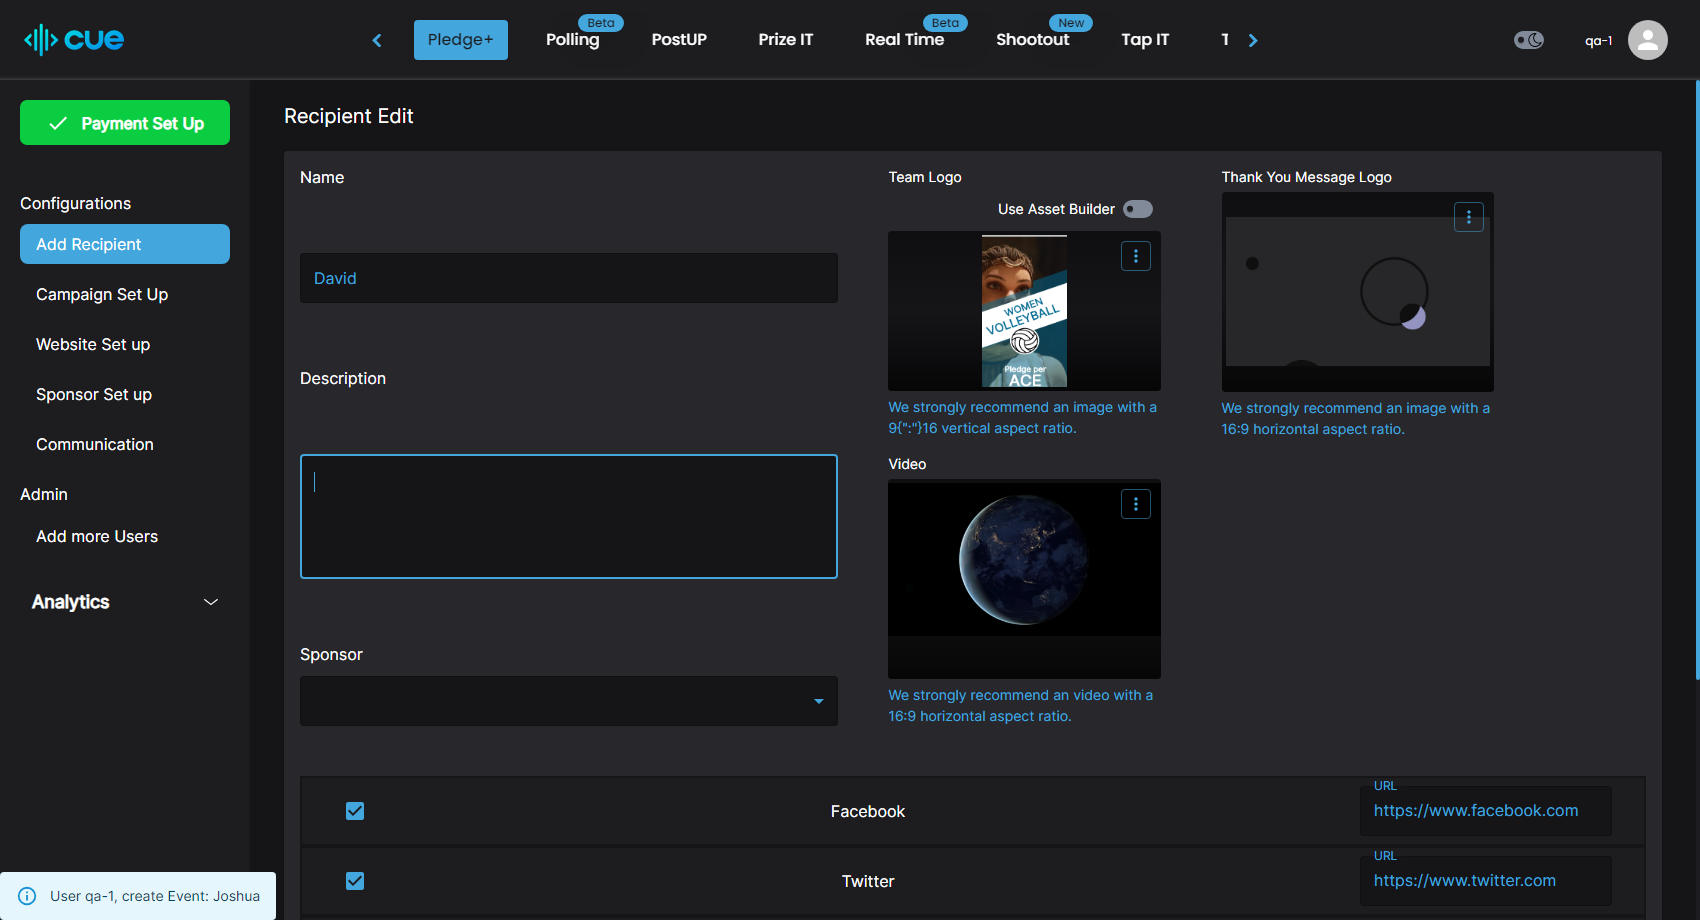 cue
Pledge+
Polling
Beta
PostUP
Prize IT
Real Time
Beta
Shootout
New
Tap IT
qa-1
Payment Set Up
Configurations
Add Recipient
Campaign Set Up
Website Set up
Sponsor Set up
Communication
Admin
Add more Users
Analytics
Recipient Edit
Name
David
Description
Sponsor
Team Logo
Use Asset Builder
WOMEN
VOLLEYBALL
Pledge per
ACE
We strongly recommend an image with a
9{":"}16 vertical aspect ratio.
Video
We strongly recommend an video with a
16:9 horizontal aspect ratio.
Thank You Message Logo
We strongly recommend an image with a
16:9 horizontal aspect ratio.
Facebook
URL
https://www.facebook.com
Twitter
URL
https://www.twitter.com
User qa-1, create Event: Joshua